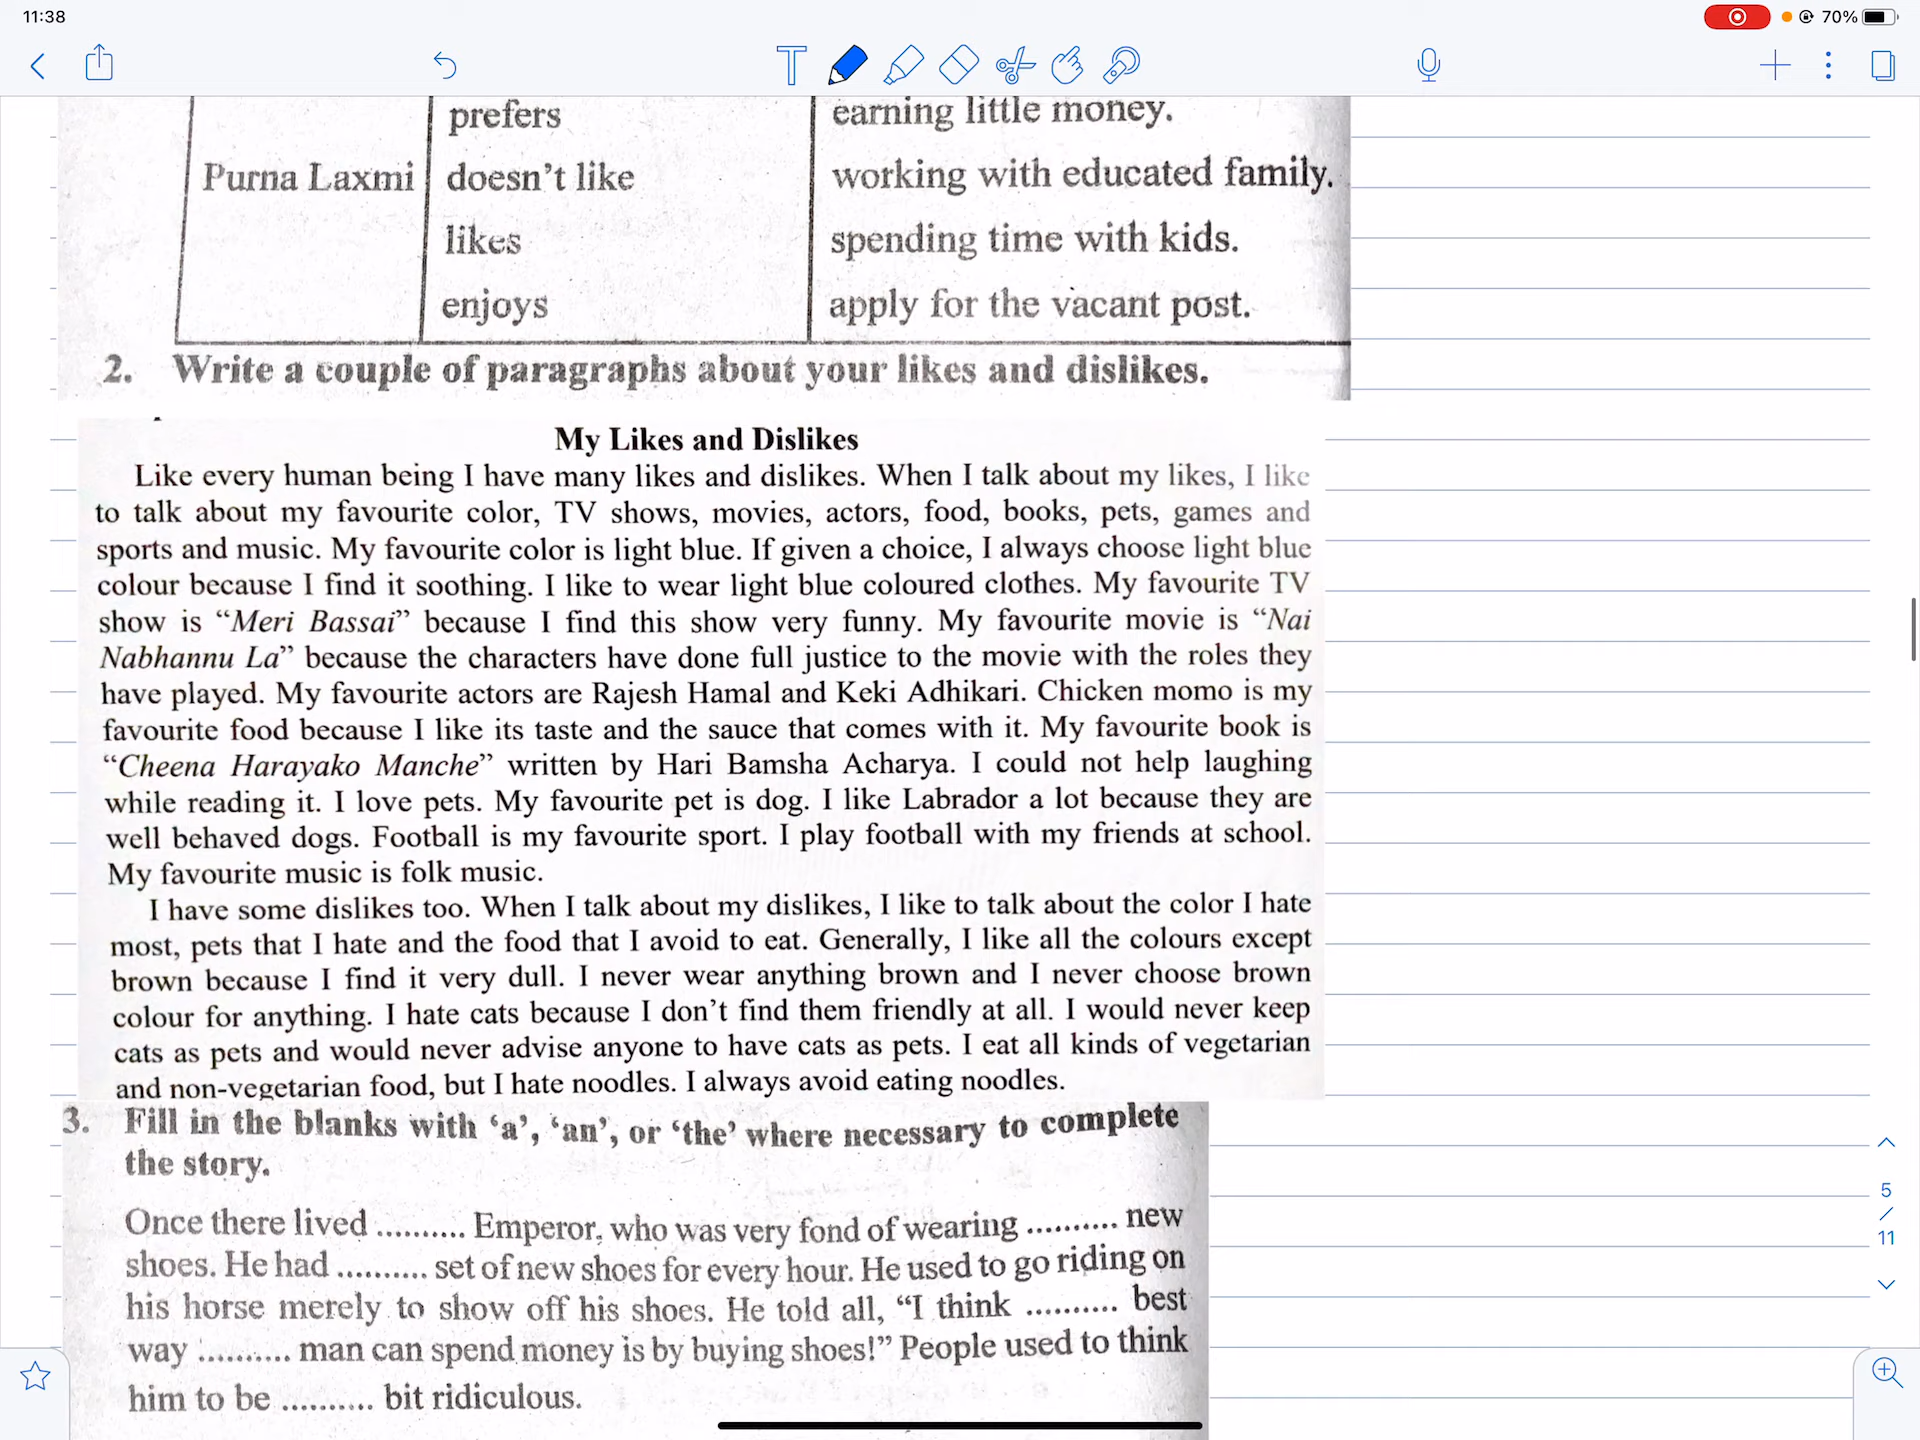 11:38
70%
prefers earning little money.
Purna Laxmi doesn't like working with educated family.
likes spending time with kids.
enjoys apply for the vacant post.
2. Write a couple of paragraphs about your likes and dislikes.
My Likes and Dislikes
Like every human being I have many likes and dislikes. When I talk about my likes, I like
to talk about my favourite color, TV shows, movies, actors, food, books, pets, games and
sports and music. My favourite color is light blue. If given a choice, I always choose light blue
colour because I find it soothing. I like to wear light blue coloured clothes. My favourite TV
show is “Meri Bassai” because I find this show very funny. My favourite movie is “Nai
Nabhannu La” because the characters have done full justice to the movie with the roles they
have played. My favourite actors are Rajesh Hamal and Keki Adhikari. Chicken momo is my
favourite food because I like its taste and the sauce that comes with it. My favourite book is
“Cheena Harayako Manche” written by Hari Bamsha Acharya. I could not help laughing
while reading it. I love pets. My favourite pet is dog. I like Labrador a lot because they are
well behaved dogs. Football is my favourite sport. I play football with my friends at school.
My favourite music is folk music.
I have some dislikes too. When I talk about my dislikes, I like to talk about the color I hate
most, pets that I hate and the food that I avoid to eat. Generally, I like all the colours except
brown because I find it very dull. I never wear anything brown and I never choose brown
colour for anything. I hate cats because I don't find them friendly at all. I would never keep
cats as pets and would never advise anyone to have cats as pets. I eat all kinds of vegetarian
and non-vegetarian food, but I hate noodles. I always avoid eating noodles.
3. Fill in the blanks with ‘a’, ‘an’, or ‘the’ where necessary to complete
the story.
Once there lived .......... Emperor, who was very fond of wearing .......... new
shoes. He had .......... set of new shoes for every hour. He used to go riding on
his horse merely to show off his shoes. He told all, “I think .......... best
way .......... man can spend money is by buying shoes!” People used to think
him to be .......... bit ridiculous.
5
/
11